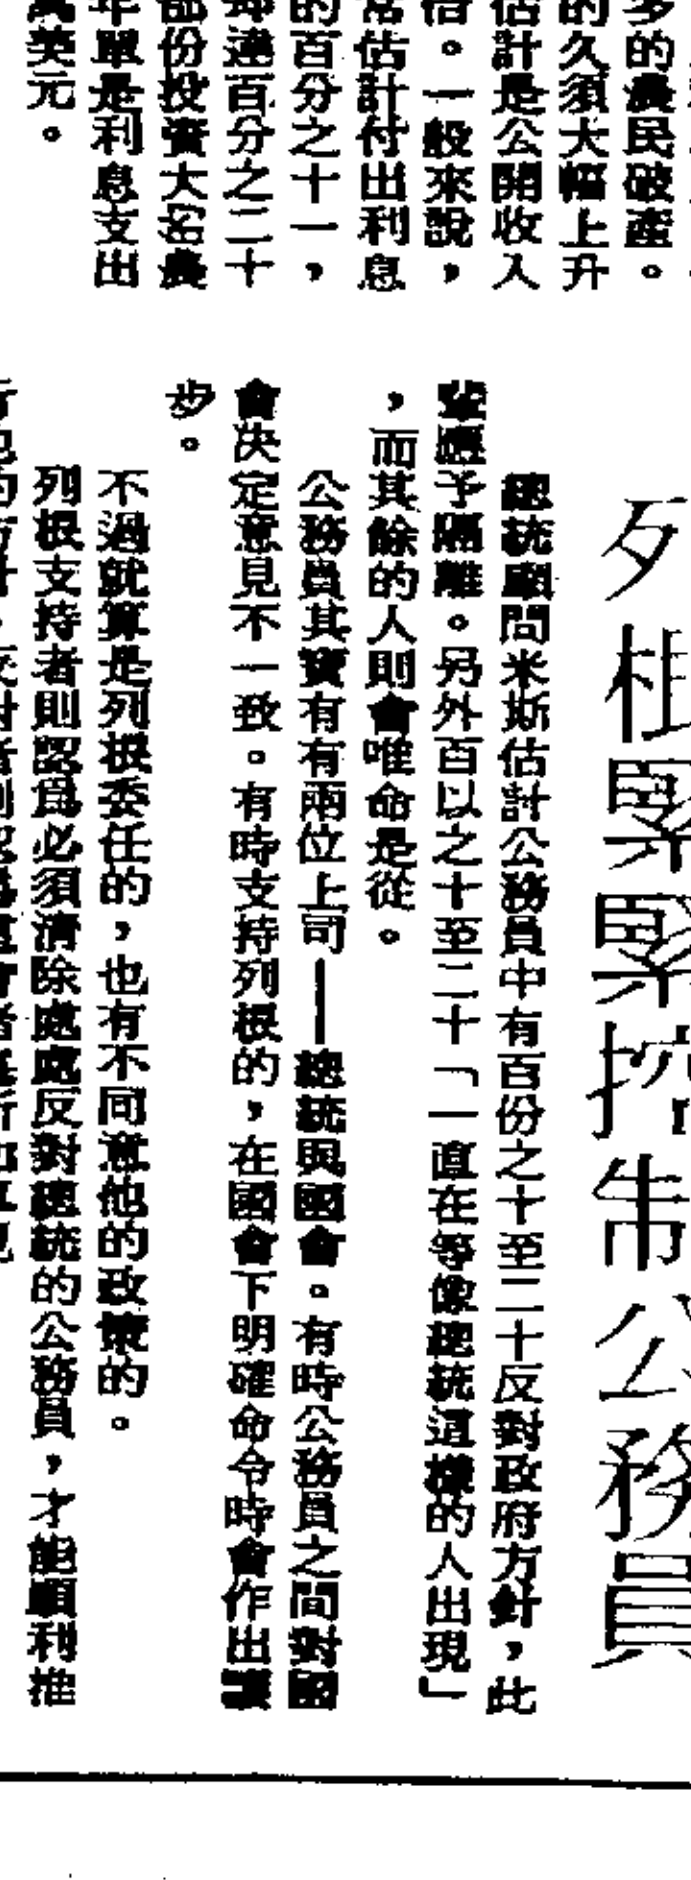 多的農民破產。
的久須大幅上升
估計是公開收入
。一般來說，
常估計付出利息
的百分之十一，
却達百分之二十
部份投資大名農
年單是利息支出
萬美元。
列根緊緊控制公務員
總統顧問米斯估計公務員中有百份之十至二十反對政府方針，此
輩應予隔離。另外百以之十至二十「一直在等像總統這樣的人出現」
，而其餘的人則會唯命是從。
公務員其實有有兩位上司——總統與國會。有時公務員之間對國
會決定意見不一致。有時支持列根的，在國會下明確命令時會作出讓
步。
不過就算是列根委任的，也有不同意他的政策的。
列根支持者則認爲必須清除處處反對總統的公務員，才能順利推